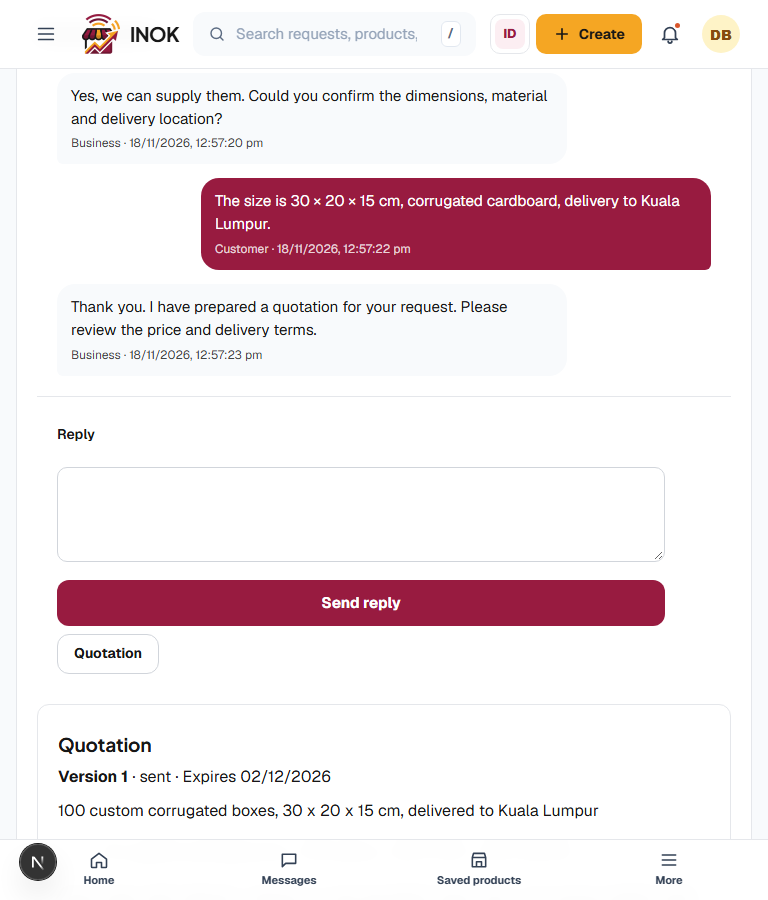 INOK
Search requests, products,
/
ID
+ Create
DB
Yes, we can supply them. Could you confirm the dimensions, material
and delivery location?
Business · 18/11/2026, 12:57:20 pm
The size is 30 × 20 × 15 cm, corrugated cardboard, delivery to Kuala
Lumpur.
Customer · 18/11/2026, 12:57:22 pm
Thank you. I have prepared a quotation for your request. Please
review the price and delivery terms.
Business · 18/11/2026, 12:57:23 pm
Reply
Send reply
Quotation
Quotation
Version 1 · sent · Expires 02/12/2026
100 custom corrugated boxes, 30 x 20 x 15 cm, delivered to Kuala Lumpur
N
Home
Messages
Saved products
More